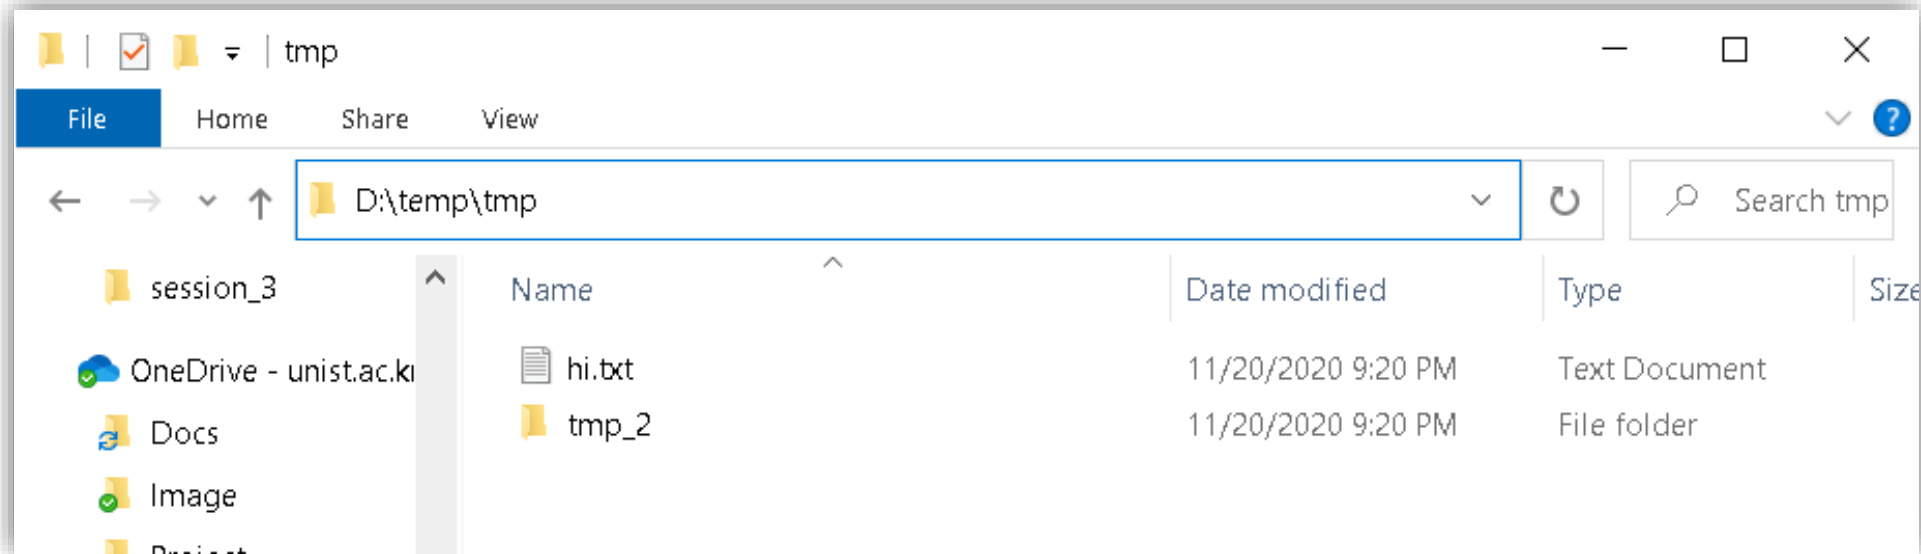 tmp
File Home Share View
D:\temp\tmp Search tmp
session_3
Name Date modified Type Size
OneDrive - unist.ac.kr
hi.txt 11/20/2020 9:20 PM Text Document
tmp_2 11/20/2020 9:20 PM File folder
Docs
Image
Project